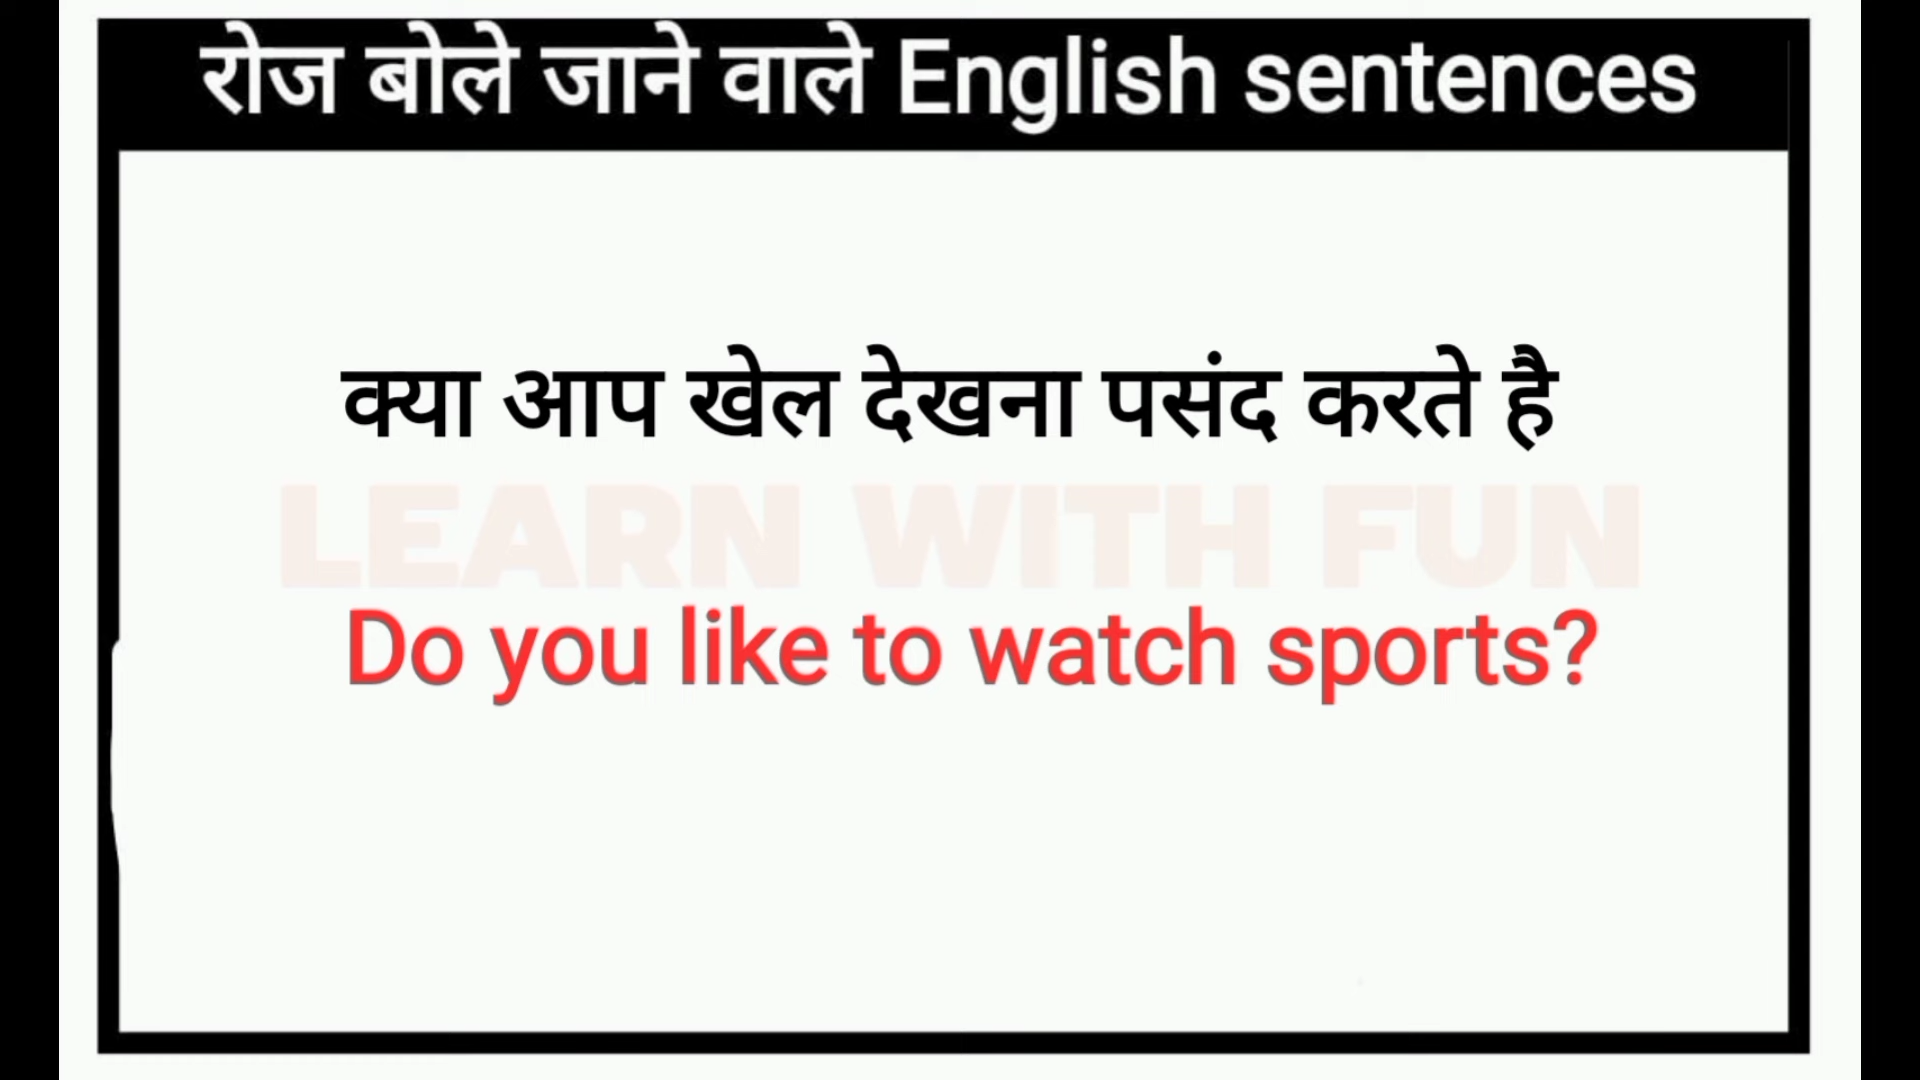 रोज बोले जाने वाले English sentences
क्या आप खेल देखना पसंद करते है
LEARN WITH FUN
Do you like to watch sports?